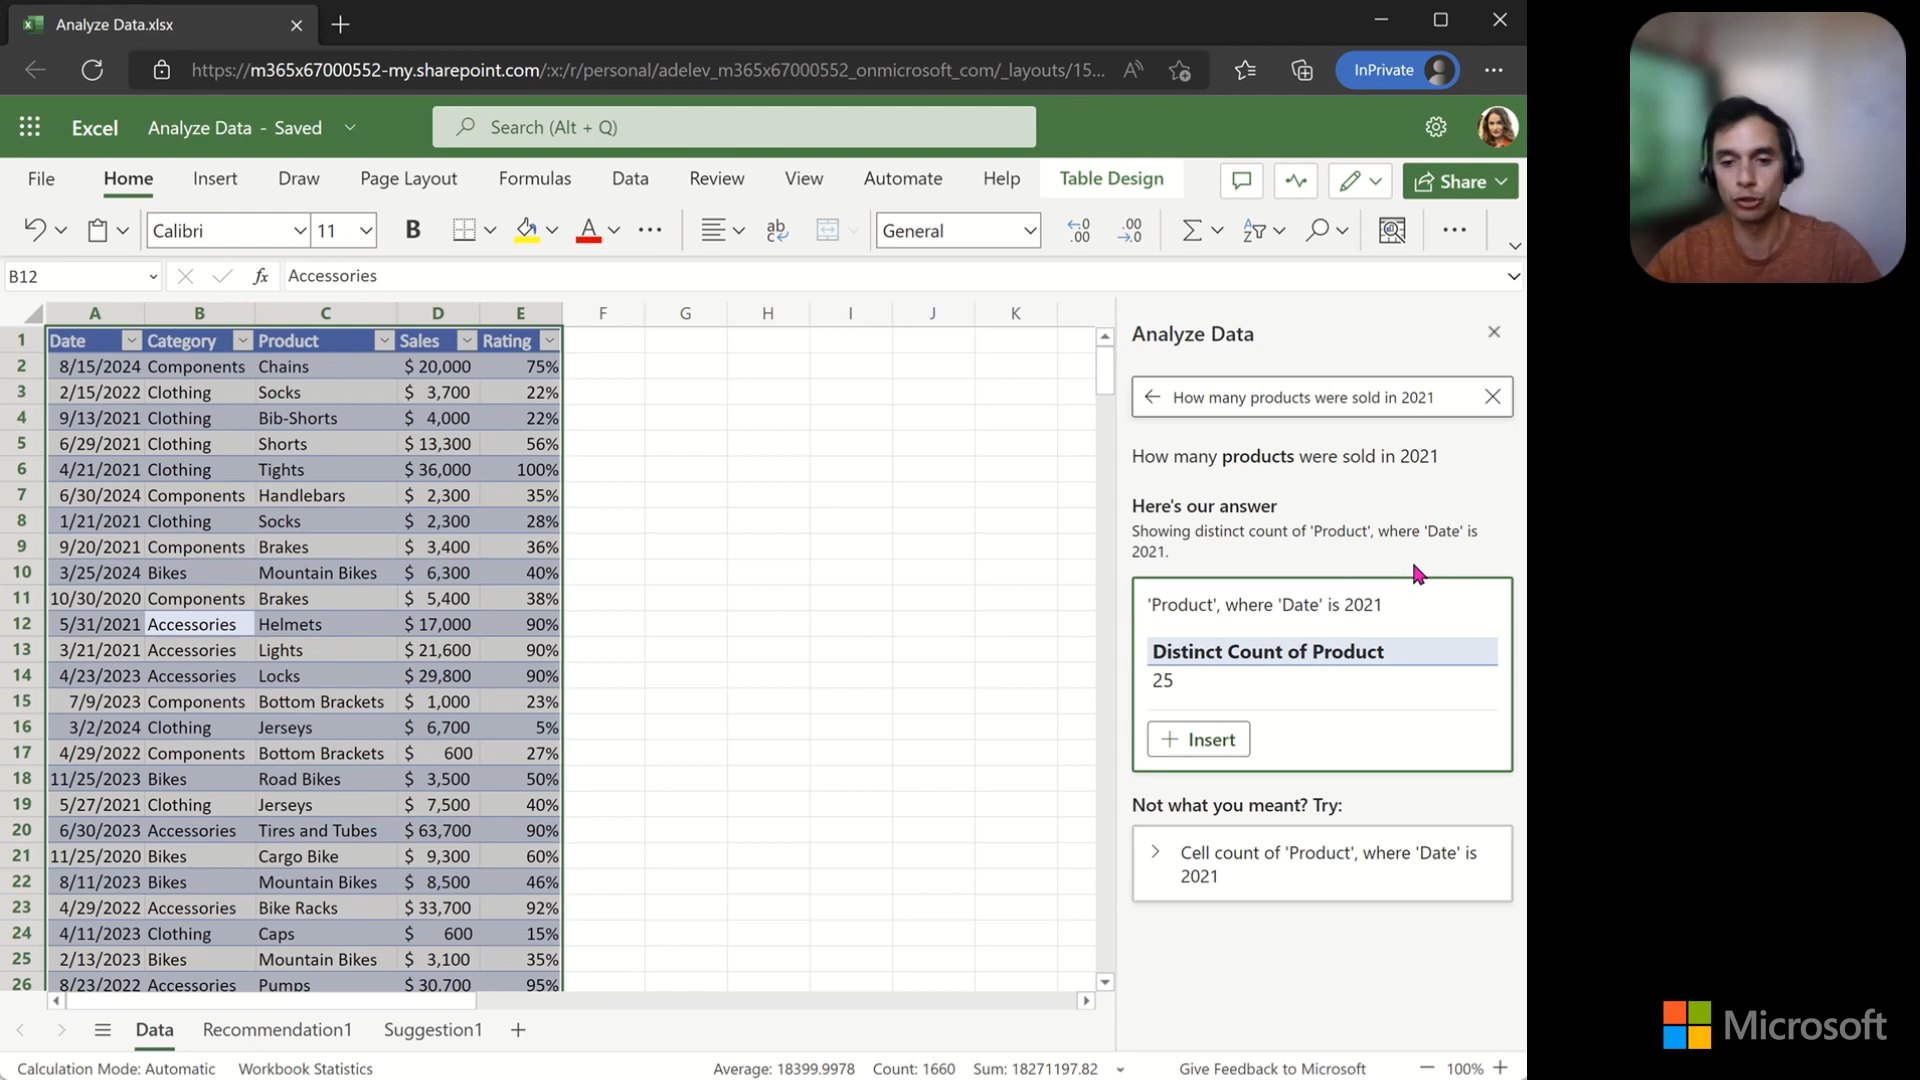 Analyze Data.xlsx
https://m365x67000552-my.sharepoint.com/:x:/r/personal/adelev_m365x67000552_onmicrosoft_com/_layouts/15...
InPrivate
Excel
Analyze Data - Saved
Search (Alt + Q)
File Home Insert Draw Page Layout Formulas Data Review View Automate Help Table Design
Share
Calibri 11 B A ab General
B12 fx Accessories
A B C D E F G H I J K
1 Date Category Product Sales Rating
2 8/15/2024 Components Chains $ 20,000 75%
3 2/15/2022 Clothing Socks $ 3,700 22%
4 9/13/2021 Clothing Bib-Shorts $ 4,000 22%
5 6/29/2021 Clothing Shorts $ 13,300 56%
6 4/21/2021 Clothing Tights $ 36,000 100%
7 6/30/2024 Components Handlebars $ 2,300 35%
8 1/21/2021 Clothing Socks $ 2,300 28%
9 9/20/2021 Components Brakes $ 3,400 36%
10 3/25/2024 Bikes Mountain Bikes $ 6,300 40%
11 10/30/2020 Components Brakes $ 5,400 38%
12 5/31/2021 Accessories Helmets $ 17,000 90%
13 3/21/2021 Accessories Lights $ 21,600 90%
14 4/23/2023 Accessories Locks $ 29,800 90%
15 7/9/2023 Components Bottom Brackets $ 1,000 23%
16 3/2/2024 Clothing Jerseys $ 6,700 5%
17 4/29/2022 Components Bottom Brackets $ 600 27%
18 11/25/2023 Bikes Road Bikes $ 3,500 50%
19 5/27/2021 Clothing Jerseys $ 7,500 40%
20 6/30/2023 Accessories Tires and Tubes $ 63,700 90%
21 11/25/2020 Bikes Cargo Bike $ 9,300 60%
22 8/11/2023 Bikes Mountain Bikes $ 8,500 46%
23 4/29/2022 Accessories Bike Racks $ 33,700 92%
24 4/11/2023 Clothing Caps $ 600 15%
25 2/13/2023 Bikes Mountain Bikes $ 3,100 35%
26 8/23/2022 Accessories Pumps $ 30,700 95%
Analyze Data
How many products were sold in 2021
How many products were sold in 2021
Here's our answer
Showing distinct count of 'Product', where 'Date' is
2021.
'Product', where 'Date' is 2021
Distinct Count of Product
25
Insert
Not what you meant? Try:
Cell count of 'Product', where 'Date' is
2021
Data Recommendation1 Suggestion1
Calculation Mode: Automatic Workbook Statistics Average: 18399.9978 Count: 1660 Sum: 18271197.82 Give Feedback to Microsoft 100%
Microsoft